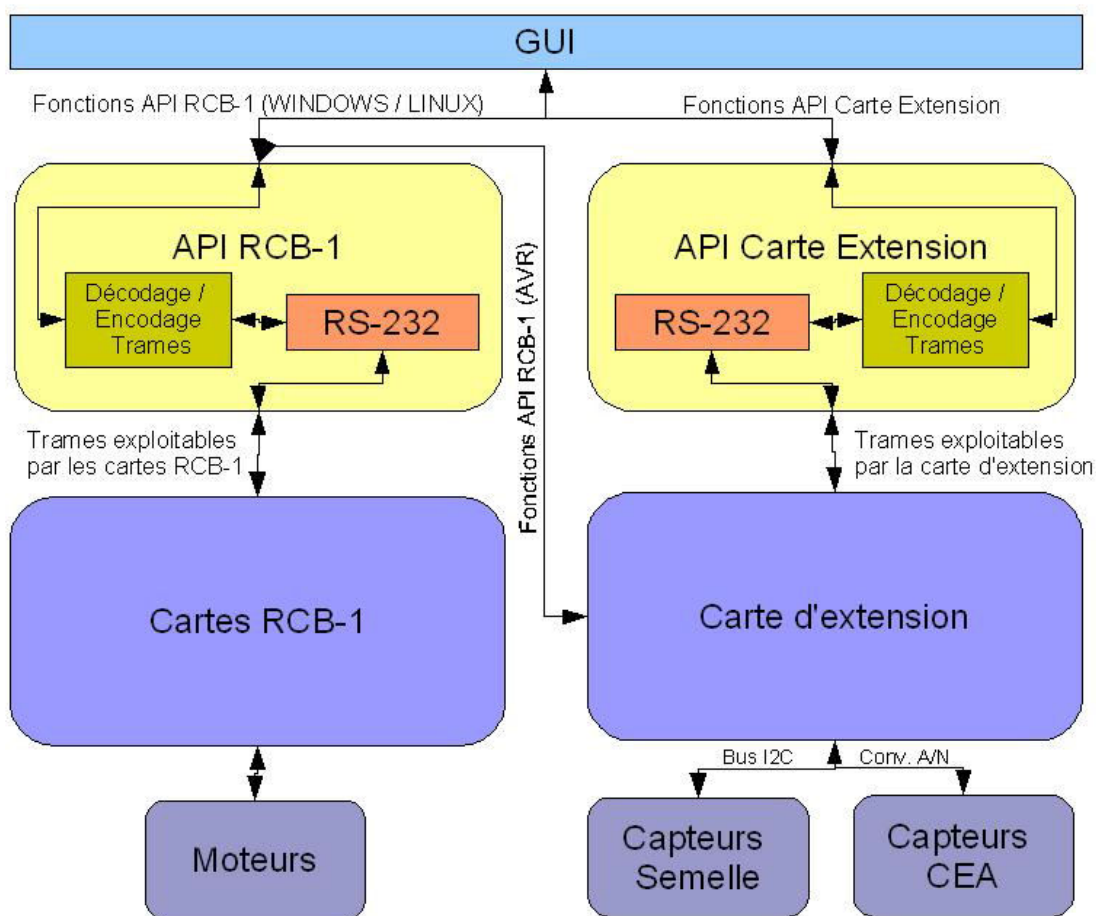 GUI
Fonctions API RCB-1 (WINDOWS / LINUX)
Fonctions API Carte Extension
API RCB-1
Décodage /
Encodage
Trames
RS-232
Fonctions API RCB-1 (AVR)
API Carte Extension
RS-232
Décodage /
Encodage
Trames
Trames exploitables
par les cartes RCB-1
Trames exploitables
par la carte d'extension
Cartes RCB-1
Carte d'extension
Bus I2C
Conv. A/N
Moteurs
Capteurs
Semelle
Capteurs
CEA